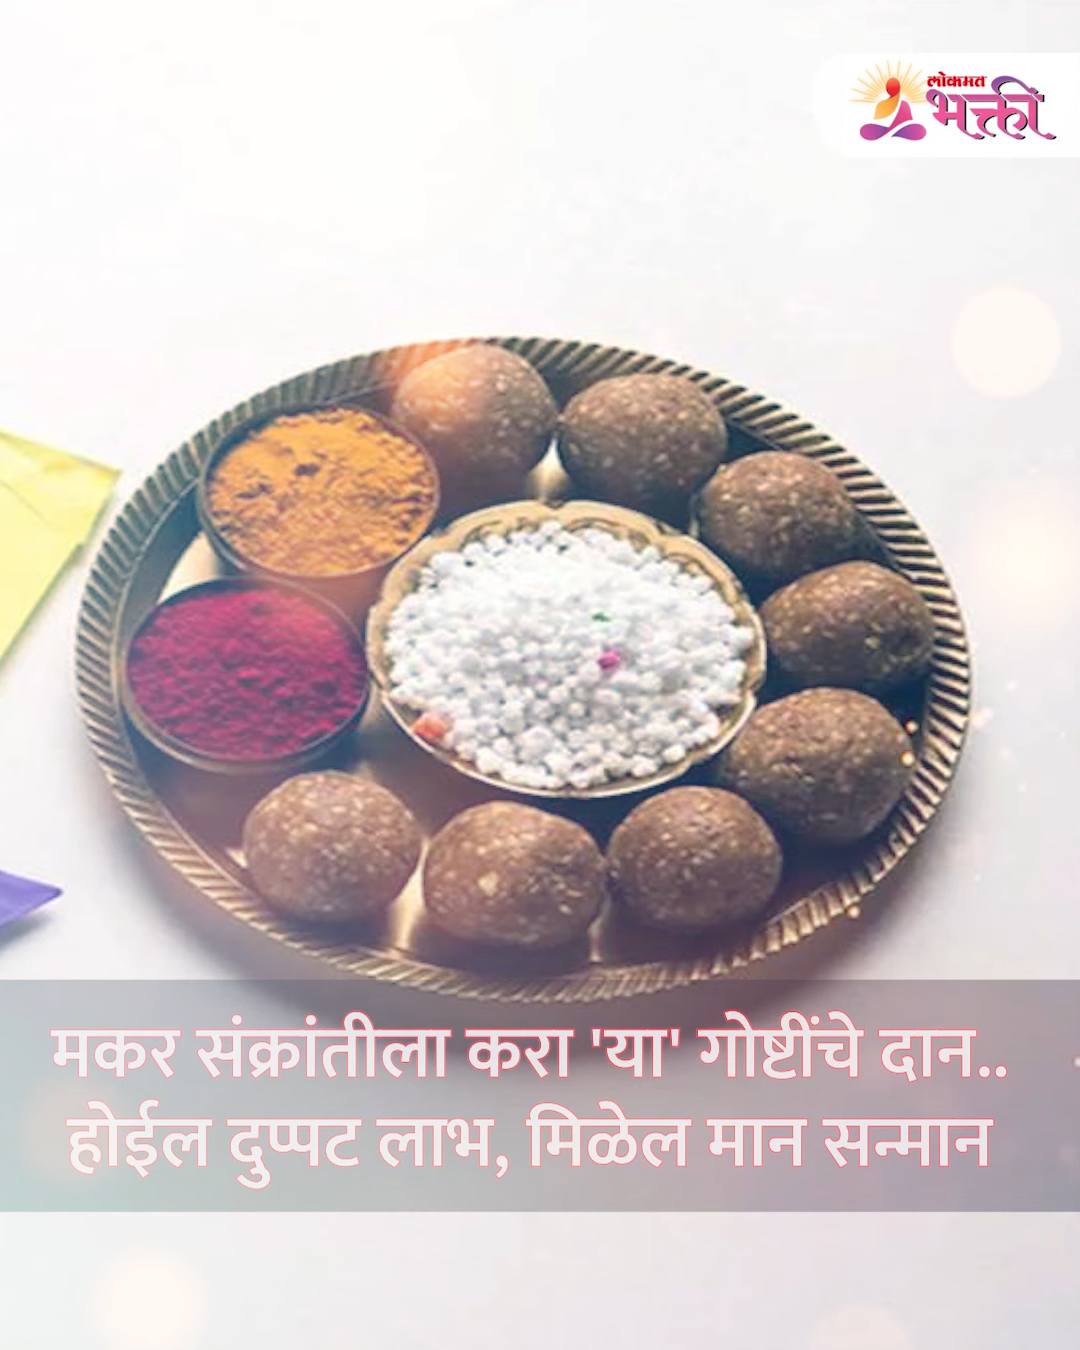 लोकमत
भक्ती
मकर संक्रांतीला करा 'या' गोष्टींचे दान..
होईल दुप्पट लाभ, मिळेल मान सन्मान